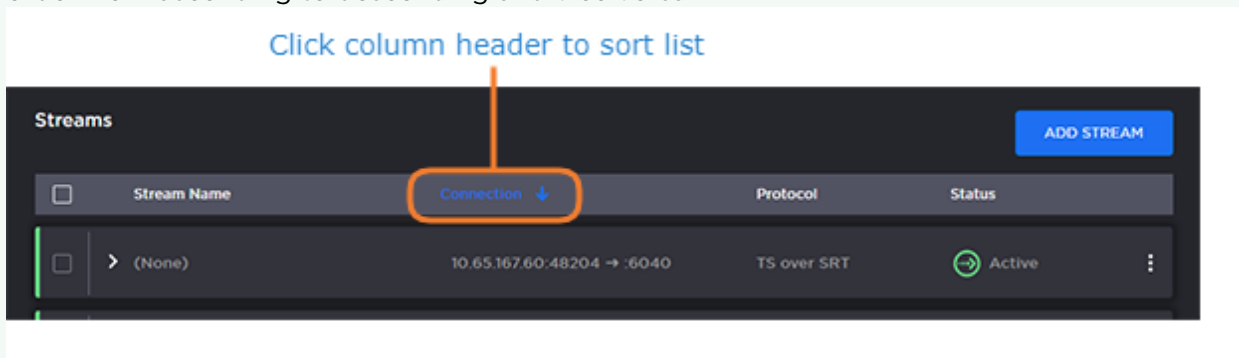 Click column header to sort list
Streams
ADD STREAM
Stream Name Connection ↓ Protocol Status
(None) 10.65.167.60:48204 → :6040 TS over SRT Active